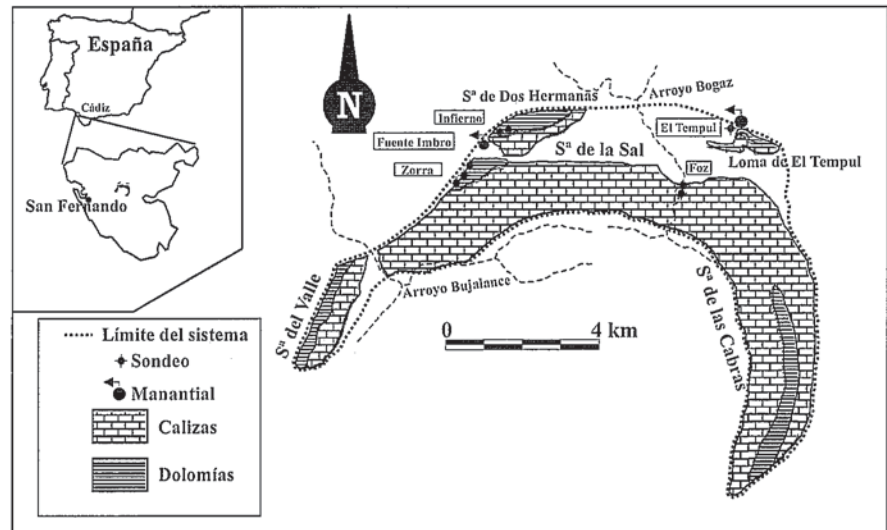 España
Cádiz
San Fernando
N
Sª de Dos Hermanas
Arroyo Bogaz
Infierno
El Tempul
Fuente Imbro
Sª de la Sal
Loma de El Tempul
Zorra
Foz
Sª del Valle
Arroyo Bujalance
Sª de las Cabras
0 4 km
Límite del sistema
Sondeo
Manantial
Calizas
Dolomías